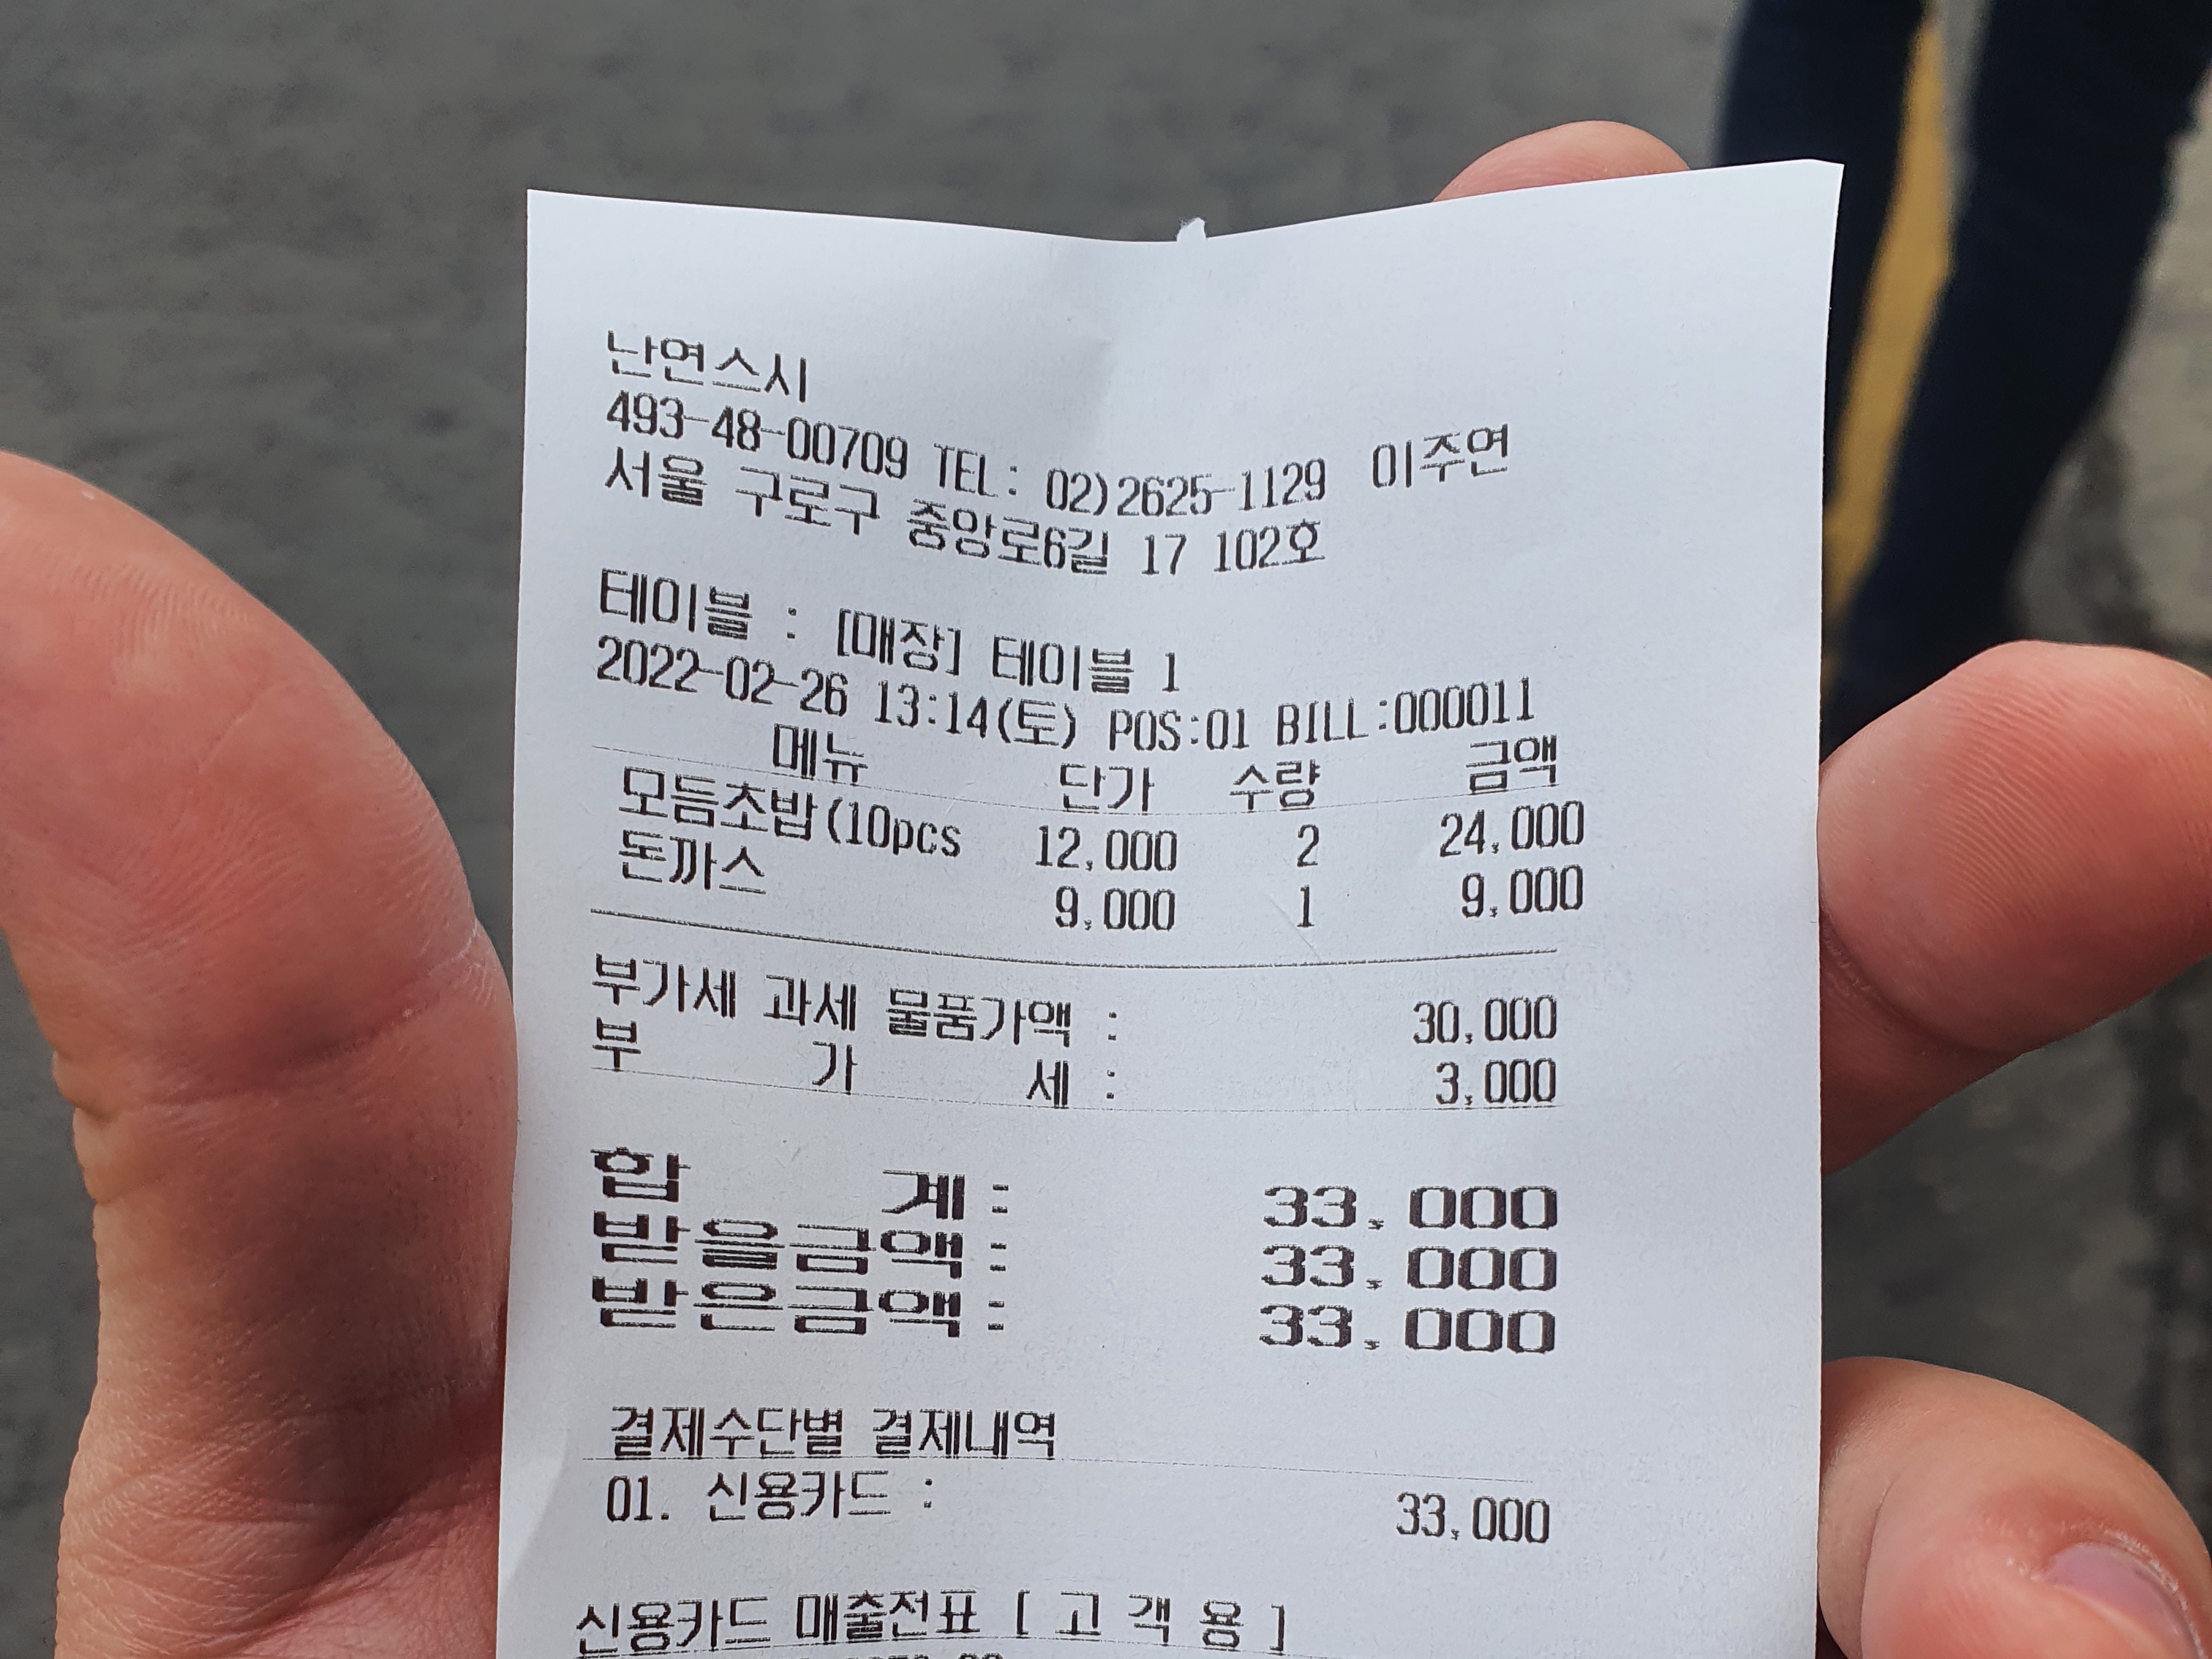 난연스시
493-48-00709 TEL: 02)2625-1129 이주연
서울 구로구 중앙로6길 17 102호
테이블 : [매장] 테이블 1
2022-02-26 13:14(토) POS:01 BILL:000011
메뉴 단가 수량 금액
모듬초밥(10pcs 12,000 2 24,000
돈까스 9,000 1 9,000
부가세 과세 물품가액 : 30,000
부 가 세 : 3,000
합 계 : 33,000
받을금액 : 33,000
받은금액 : 33,000
결제수단별 결제내역
01. 신용카드 : 33,000
신용카드 매출전표 [ 고 객 용 ]